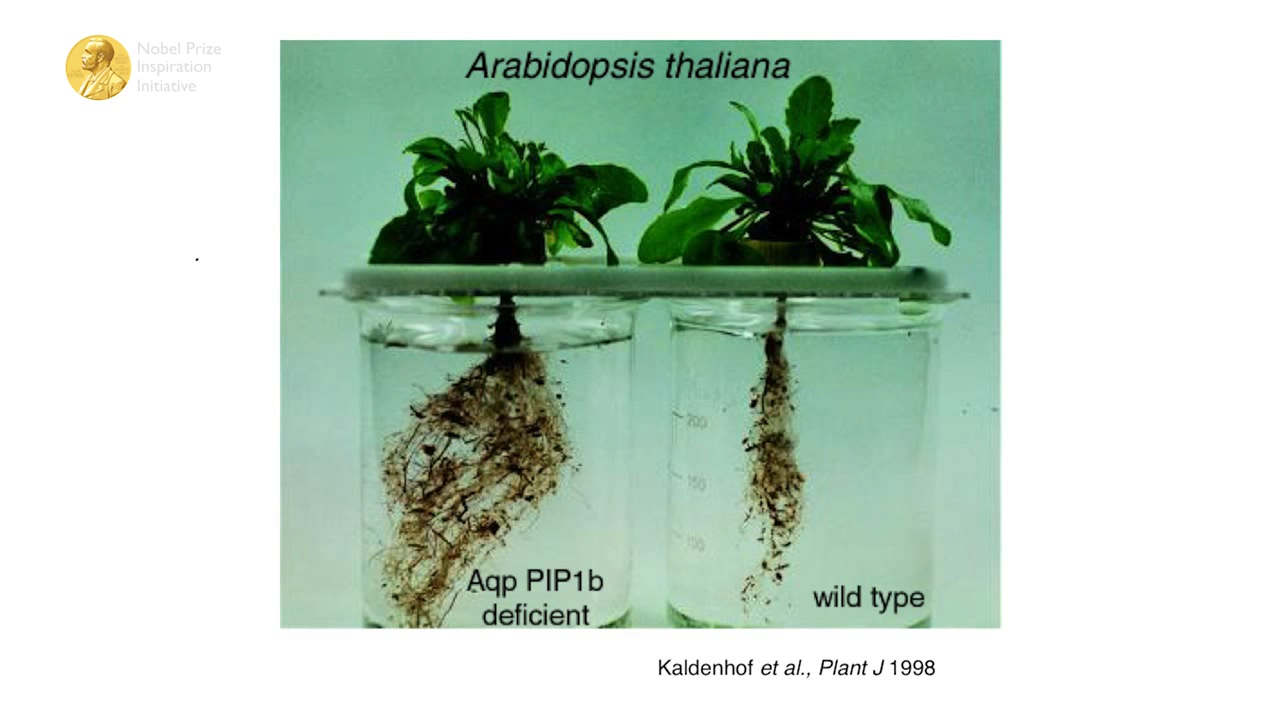 Nobel Prize
Inspiration
Initiative
Arabidopsis thaliana
200
150
100
Aqp PIP1b
deficient
wild type
Kaldenhof et al., Plant J 1998